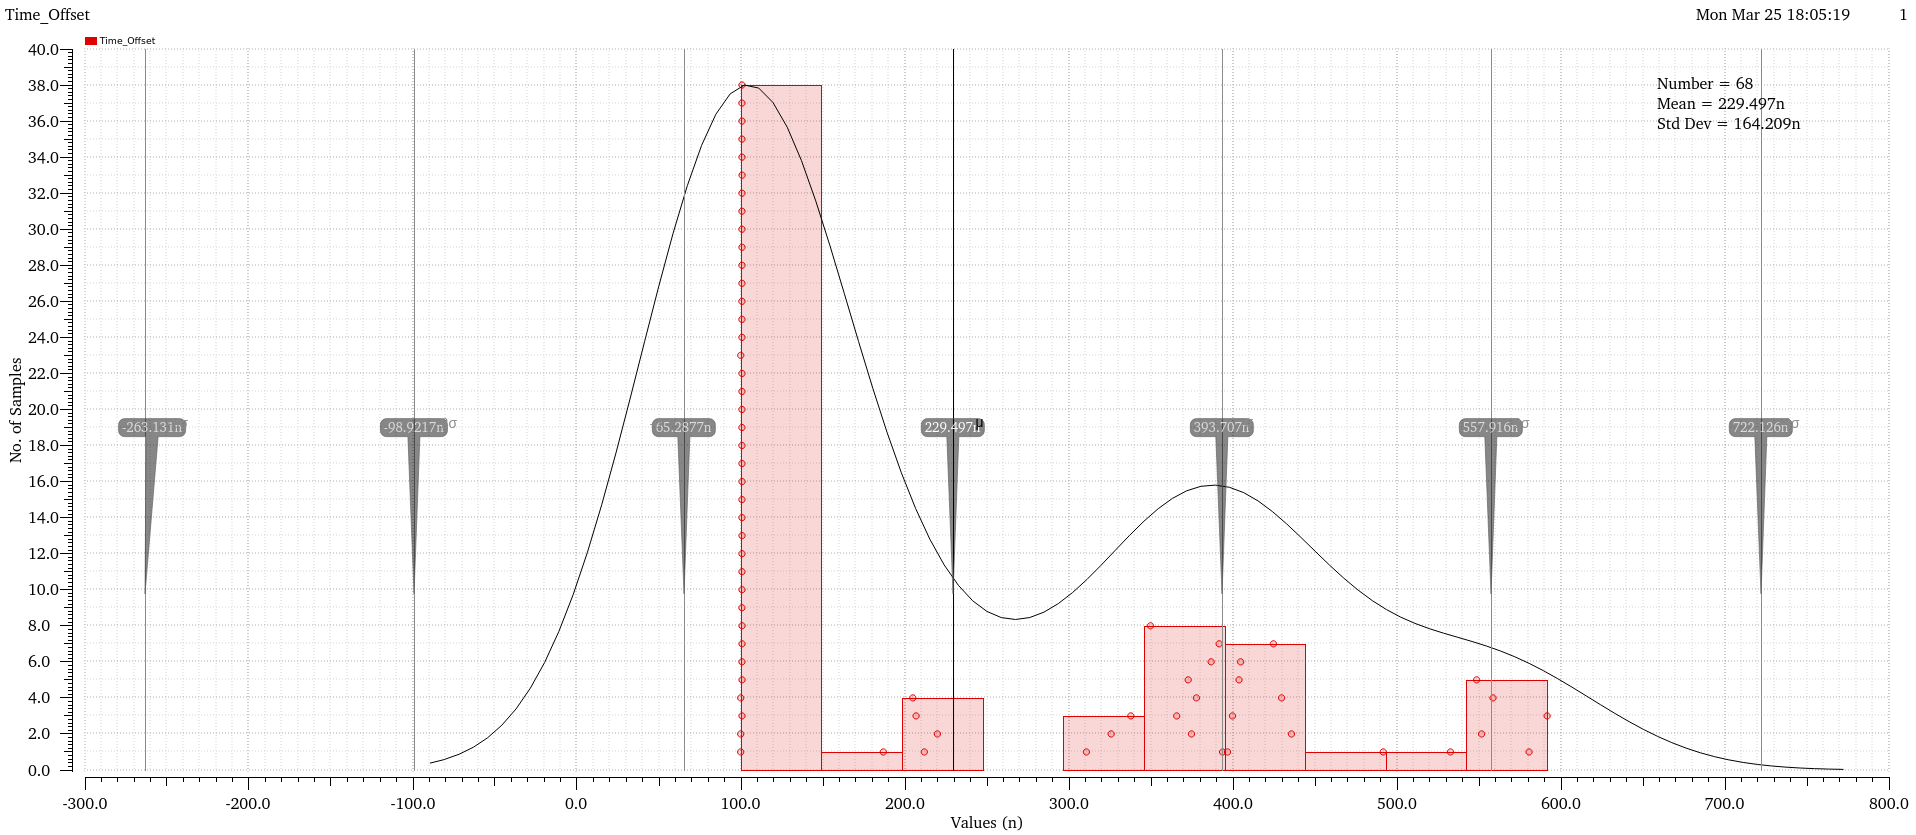 Time_Offset
Mon Mar 25 18:05:19 1
Time_Offset
40.0
38.0
36.0
34.0
32.0
30.0
28.0
26.0
24.0
22.0
20.0
18.0
16.0
14.0
12.0
10.0
8.0
6.0
4.0
2.0
0.0
No. of Samples
Number = 68
Mean = 229.497n
Std Dev = 164.209n
-263.131n
-98.9217n σ
65.2877n
229.497n μ
393.707n
557.916n σ
722.126n σ
-300.0 -200.0 -100.0 0.0 100.0 200.0 300.0 400.0 500.0 600.0 700.0 800.0
Values (n)